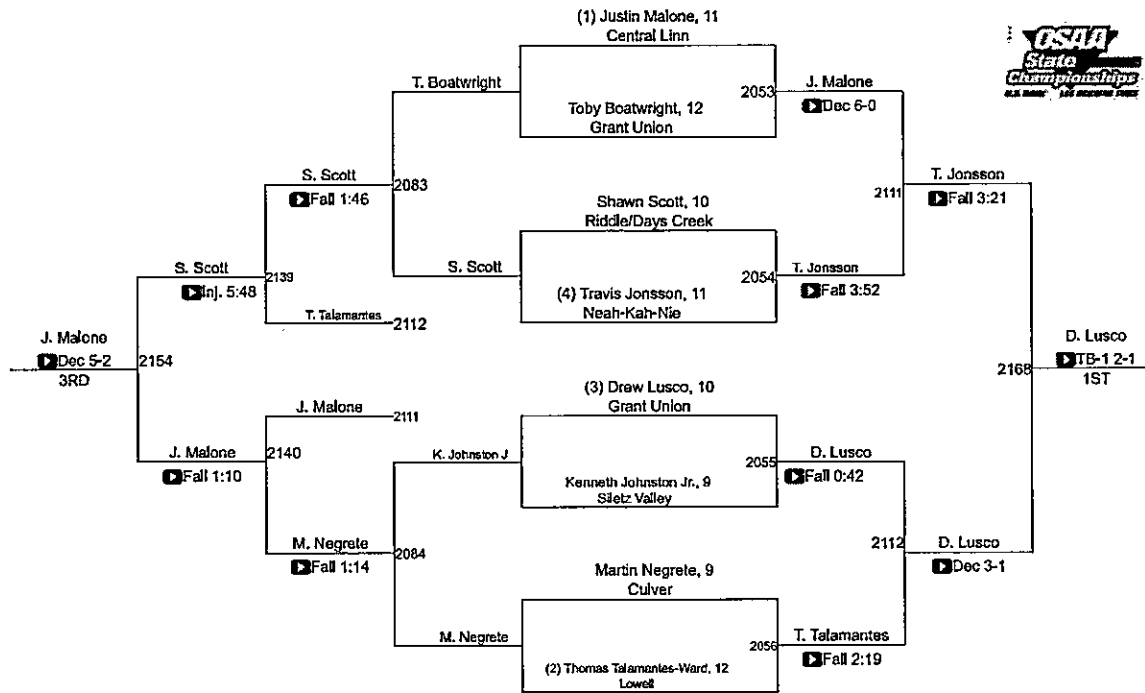 (1) Justin Malone, 11
Central Linn
OSAA
State
Championships
T. Boatwright
2053
J. Malone
Dec 6-0
Toby Boatwright, 12
Grant Union
S. Scott
Fall 1:46
2083
Shawn Scott, 10
Riddle/Days Creek
2111
T. Jonsson
Fall 3:21
S. Scott
Inj. 5:48
2139
S. Scott
2054
T. Jonsson
Fall 3:52
(4) Travis Jonsson, 11
Neah-Kah-Nie
T. Talamantes
2112
J. Malone
Dec 5-2
3RD
2154
D. Lusco
TB-1 2-1
1ST
2168
(3) Drew Lusco, 10
Grant Union
J. Malone
2111
J. Malone
Fall 1:10
2140
K. Johnston J
2055
D. Lusco
Fall 0:42
Kenneth Johnston Jr., 9
Siletz Valley
M. Negrete
Fall 1:14
2084
2112
D. Lusco
Dec 3-1
Martin Negrete, 9
Culver
M. Negrete
2056
T. Talamantes
Fall 2:19
(2) Thomas Talamantes-Ward, 12
Lowell